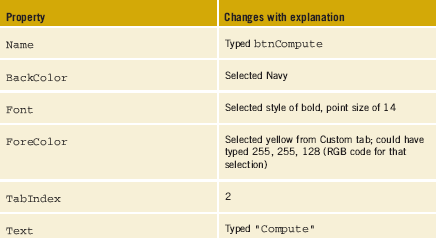 Property Changes with explanation
Name Typed btnCompute
BackColor Selected Navy
Font Selected style of bold, point size of 14
ForeColor Selected yellow from Custom tab; could have
typed 255, 255, 128 (RGB code for that
selection)
TabIndex 2
Text Typed "Compute"